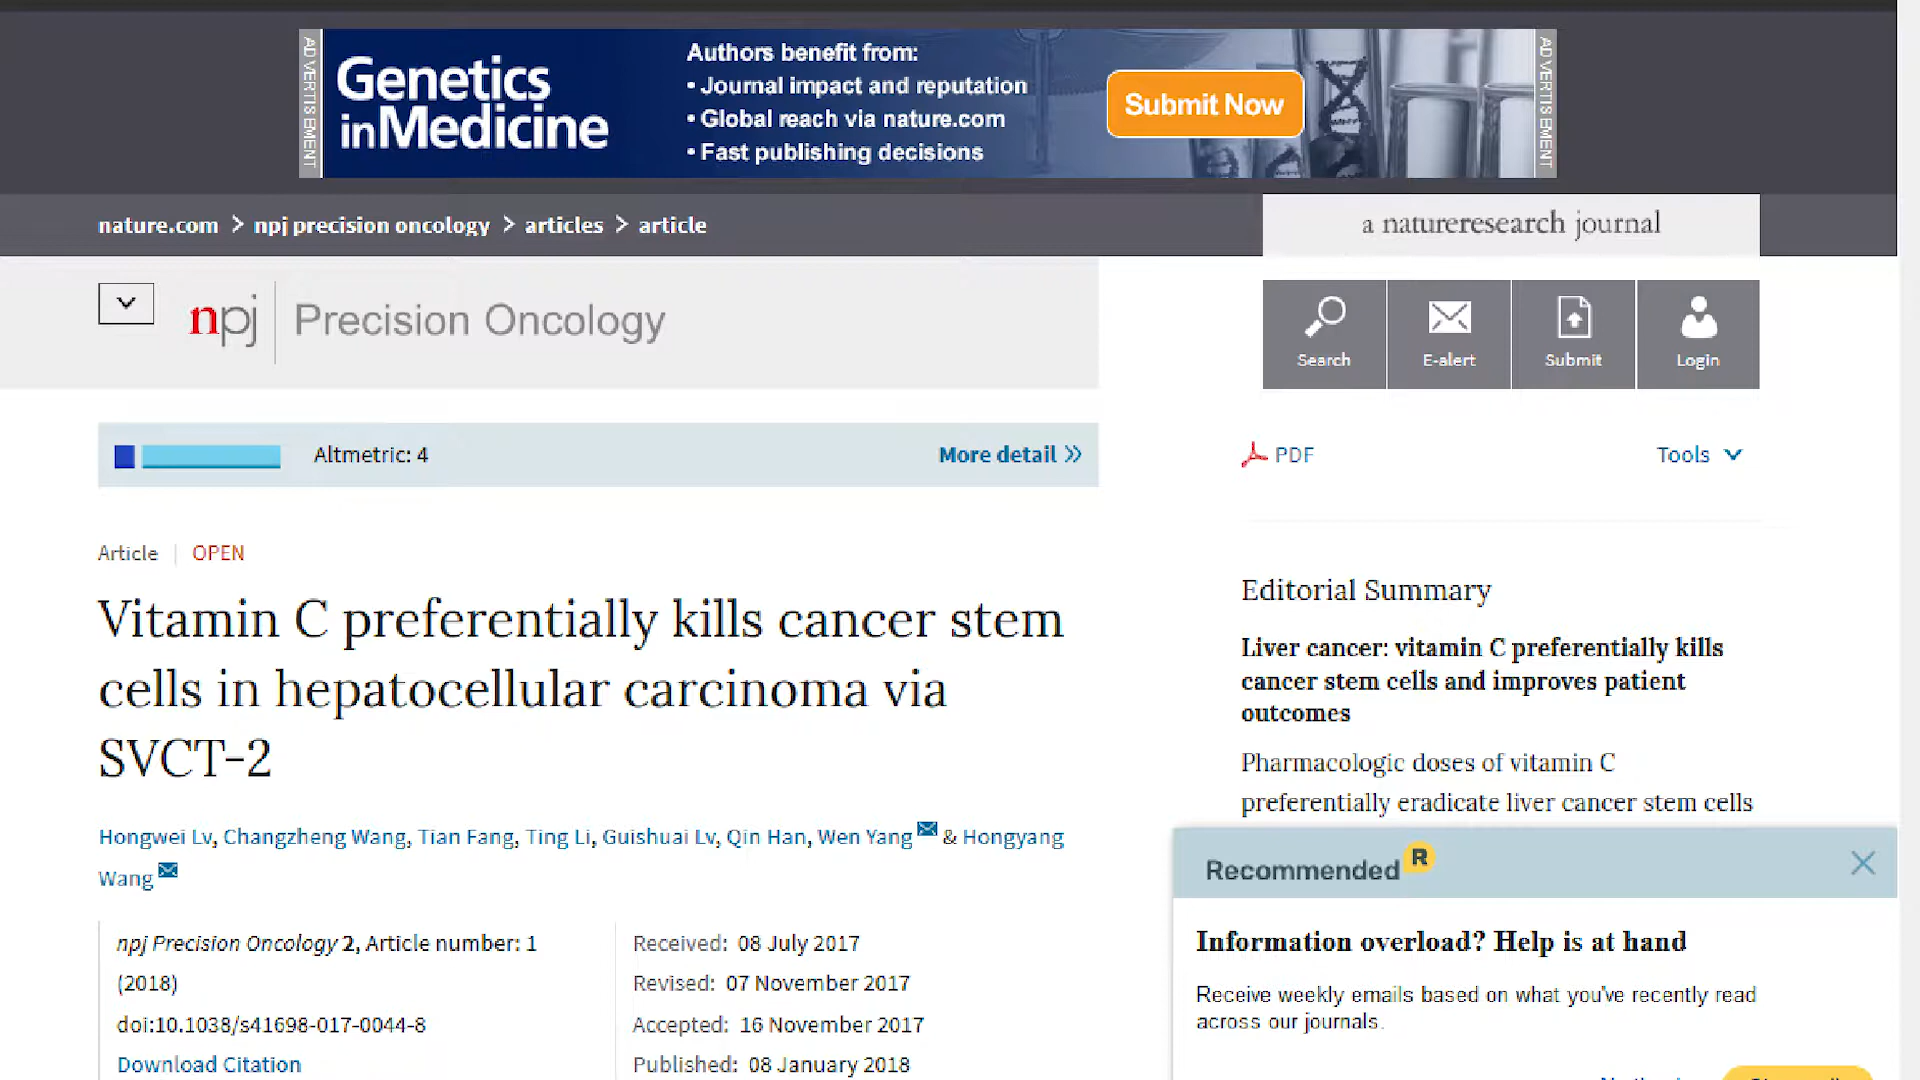 ADVERTISEMENT
Genetics
inMedicine
Authors benefit from:
• Journal impact and reputation
• Global reach via nature.com
• Fast publishing decisions
Submit Now
ADVERTISEMENT
nature.com > npj precision oncology > articles > article
a natureresearch journal
npj Precision Oncology
Search
E-alert
Submit
Login
Altmetric: 4
More detail »
PDF
Tools
Article | OPEN
Vitamin C preferentially kills cancer stem
cells in hepatocellular carcinoma via
SVCT-2
Hongwei Lv, Changzheng Wang, Tian Fang, Ting Li, Guishuai Lv, Qin Han, Wen Yang & Hongyang
Wang
npj Precision Oncology 2, Article number: 1
(2018)
doi:10.1038/s41698-017-0044-8
Download Citation
Received: 08 July 2017
Revised: 07 November 2017
Accepted: 16 November 2017
Published: 08 January 2018
Editorial Summary
Liver cancer: vitamin C preferentially kills
cancer stem cells and improves patient
outcomes
Pharmacologic doses of vitamin C
preferentially eradicate liver cancer stem cells
Recommended R
Information overload? Help is at hand
Receive weekly emails based on what you've recently read
across our journals.